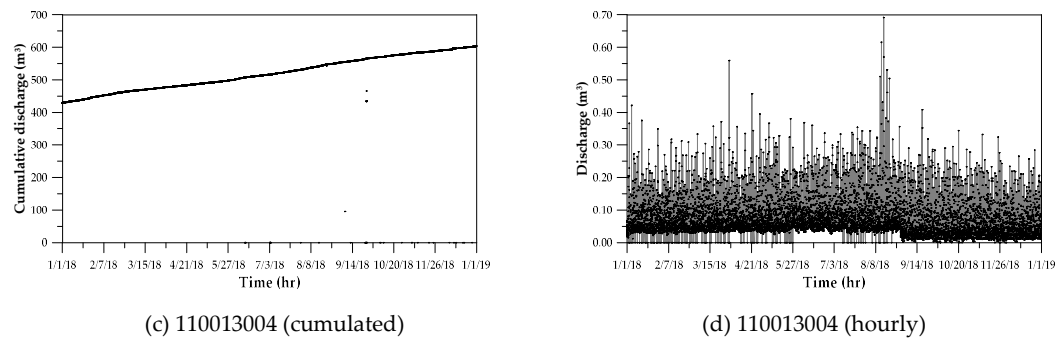 700
600
500
400
300
200
100
0
Cumulative discharge (m³)
1/1/18 2/7/18 3/15/18 4/21/18 5/27/18 7/3/18 8/8/18 9/14/18 10/20/18 11/26/18 1/1/19
Time (hr)
(c) 110013004 (cumulated)
0.70
0.60
0.50
0.40
0.30
0.20
0.10
0.00
Discharge (m³)
1/1/18 2/7/18 3/15/18 4/21/18 5/27/18 7/3/18 8/8/18 9/14/18 10/20/18 11/26/18 1/1/19
Time (hr)
(d) 110013004 (hourly)